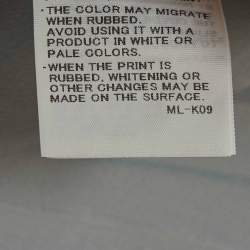 · THE COLOR MAY MIGRATE
WHEN RUBBED.
AVOID USING IT WITH A
PRODUCT IN WHITE OR
PALE COLORS.
· WHEN THE PRINT IS
RUBBED, WHITENING OR
OTHER CHANGES MAY BE
MADE ON THE SURFACE.
ML-K09